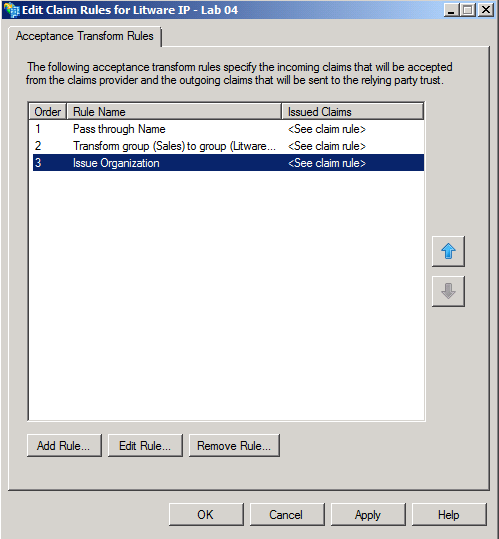 Edit Claim Rules for Litware IP - Lab 04
Acceptance Transform Rules
The following acceptance transform rules specify the incoming claims that will be accepted
from the claims provider and the outgoing claims that will be sent to the relying party trust.
Order Rule Name Issued Claims
1 Pass through Name <See claim rule>
2 Transform group (Sales) to group (Litware... <See claim rule>
3 Issue Organization <See claim rule>
Add Rule... Edit Rule... Remove Rule...
OK Cancel Apply Help